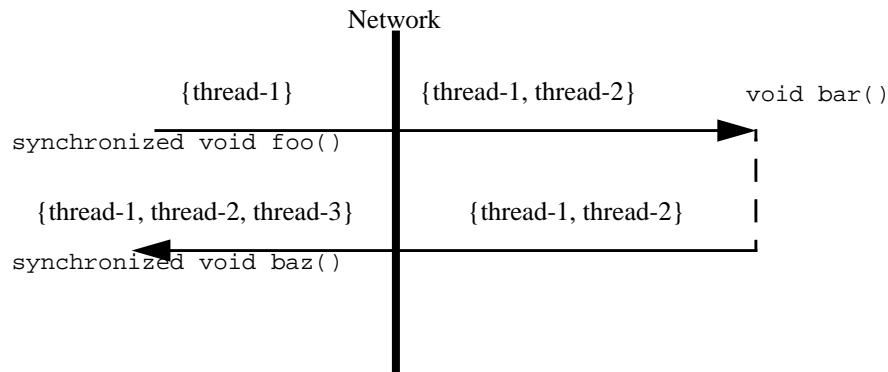 Network
{thread-1}
{thread-1, thread-2}
void bar()
synchronized void foo()
{thread-1, thread-2, thread-3}
{thread-1, thread-2}
synchronized void baz()